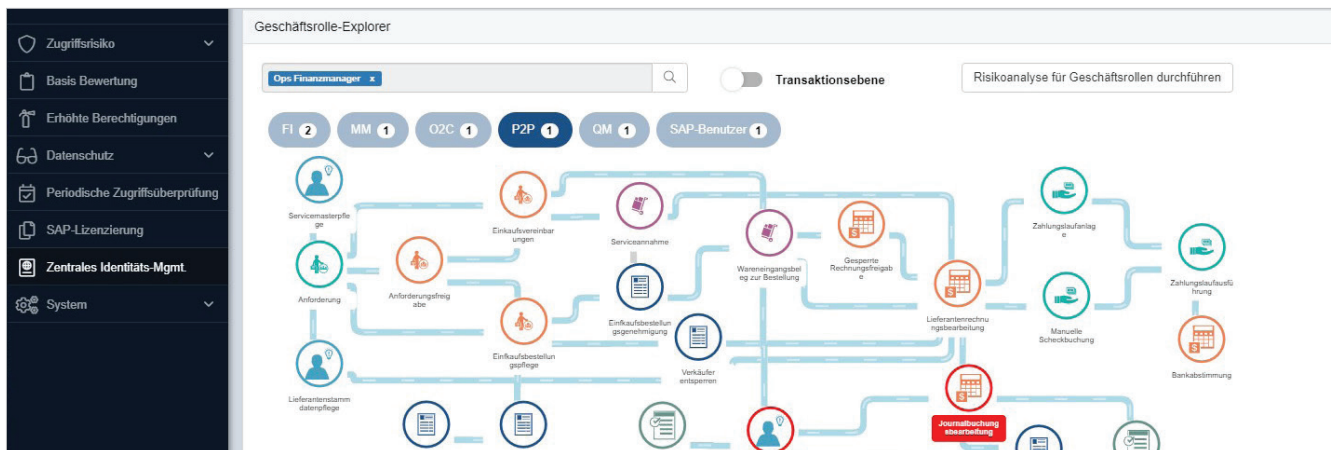 Geschäftsrolle-Explorer
Zugriffsrisiko
Basis Bewertung
Erhöhte Berechtigungen
Datenschutz
Periodische Zugriffsüberprüfung
SAP-Lizenzierung
Zentrales Identitäts-Mgmt.
System
Ops Finanzmanager x
Transaktionsebene
Risikoanalyse für Geschäftsrollen durchführen
FI 2
MM 1
O2C 1
P2P 1
QM 1
SAP-Benutzer 1
Servicemasterpfle
ge
Einkaufsvereinbar
ungen
Serviceannahme
Wareneingangsbel
eg zur Bestellung
Gesperrte
Rechnungsfreigab
e
Zahlungslaufanlag
e
Zahlungslaufausfü
hrung
Anforderung
Anforderungsfreig
abe
Einfkaufsbestellun
gsgenehmigung
Lieferantenrechnu
ngsbearbeitung
Manuelle
Scheckbuchung
Einfkaufsbestellun
gspflege
Verkäufer
entsperren
Bankabstimmung
Lieferantenstamm
datenpflege
Journalbuchung
sbearbeitung